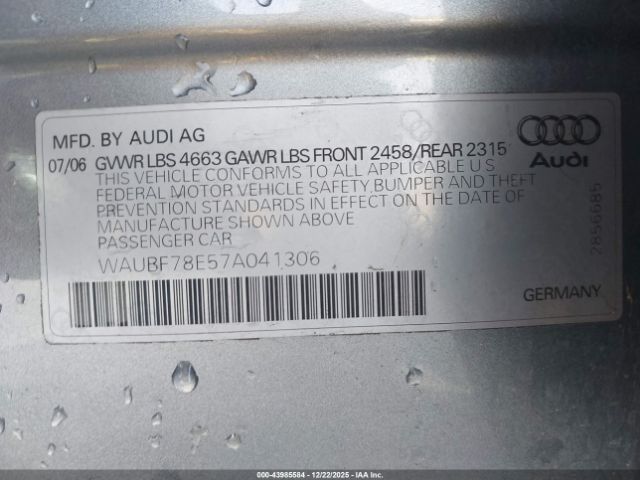 MFD. BY AUDI AG
07/06 GVWR LBS 4663 GAWR LBS FRONT 2458/REAR 2315
THIS VEHICLE CONFORMS TO ALL APPLICABLE U S
FEDERAL MOTOR VEHICLE SAFETY,BUMPER AND THEFT
PREVENTION STANDARDS IN EFFECT ON THE DATE OF
MANUFACTURE SHOWN ABOVE
PASSENGER CAR
WAUBF78E57A041306
Audi
2856685
GERMANY
000-43985584 | 12/22/2025 - IAAI.COM